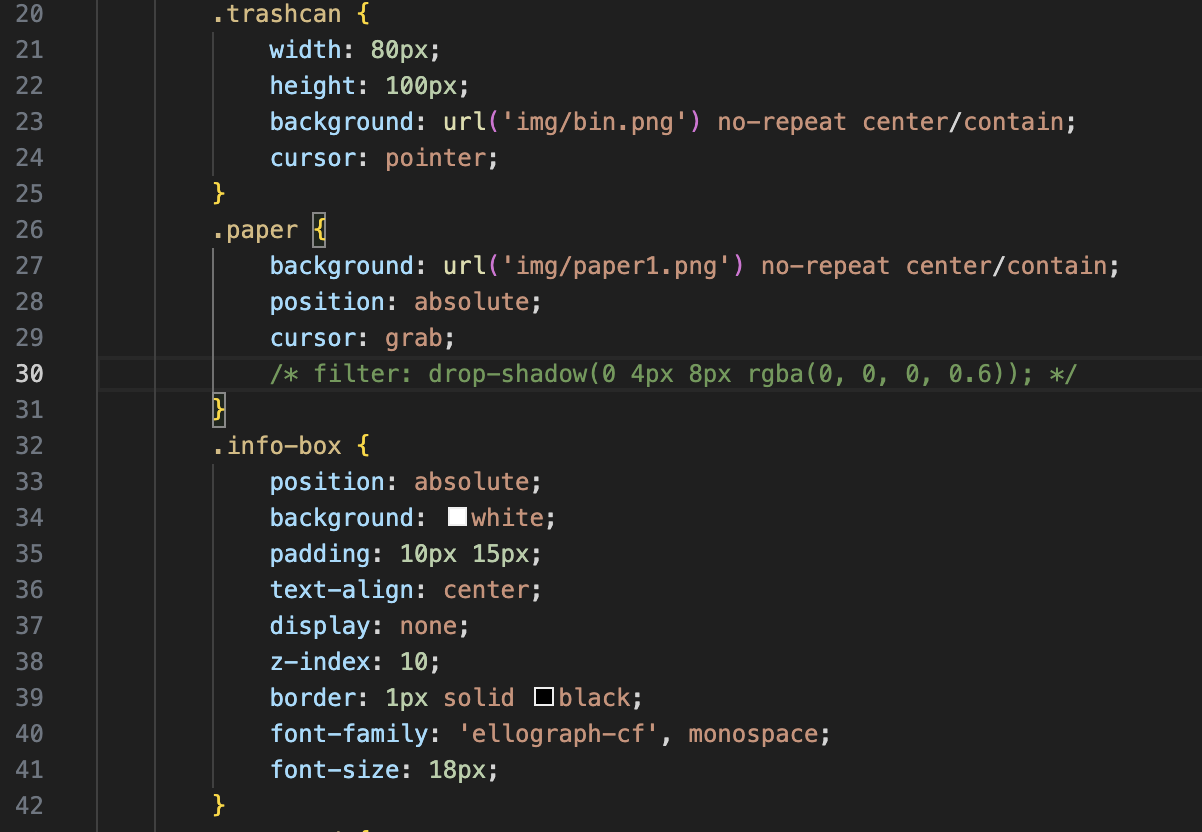 20 .trashcan {
21 width: 80px;
22 height: 100px;
23 background: url('img/bin.png') no-repeat center/contain;
24 cursor: pointer;
25 }
26 .paper {
27 background: url('img/paper1.png') no-repeat center/contain;
28 position: absolute;
29 cursor: grab;
30 /* filter: drop-shadow(0 4px 8px rgba(0, 0, 0, 0.6)); */
31 }
32 .info-box {
33 position: absolute;
34 background: white;
35 padding: 10px 15px;
36 text-align: center;
37 display: none;
38 z-index: 10;
39 border: 1px solid black;
40 font-family: 'ellograph-cf', monospace;
41 font-size: 18px;
42 }